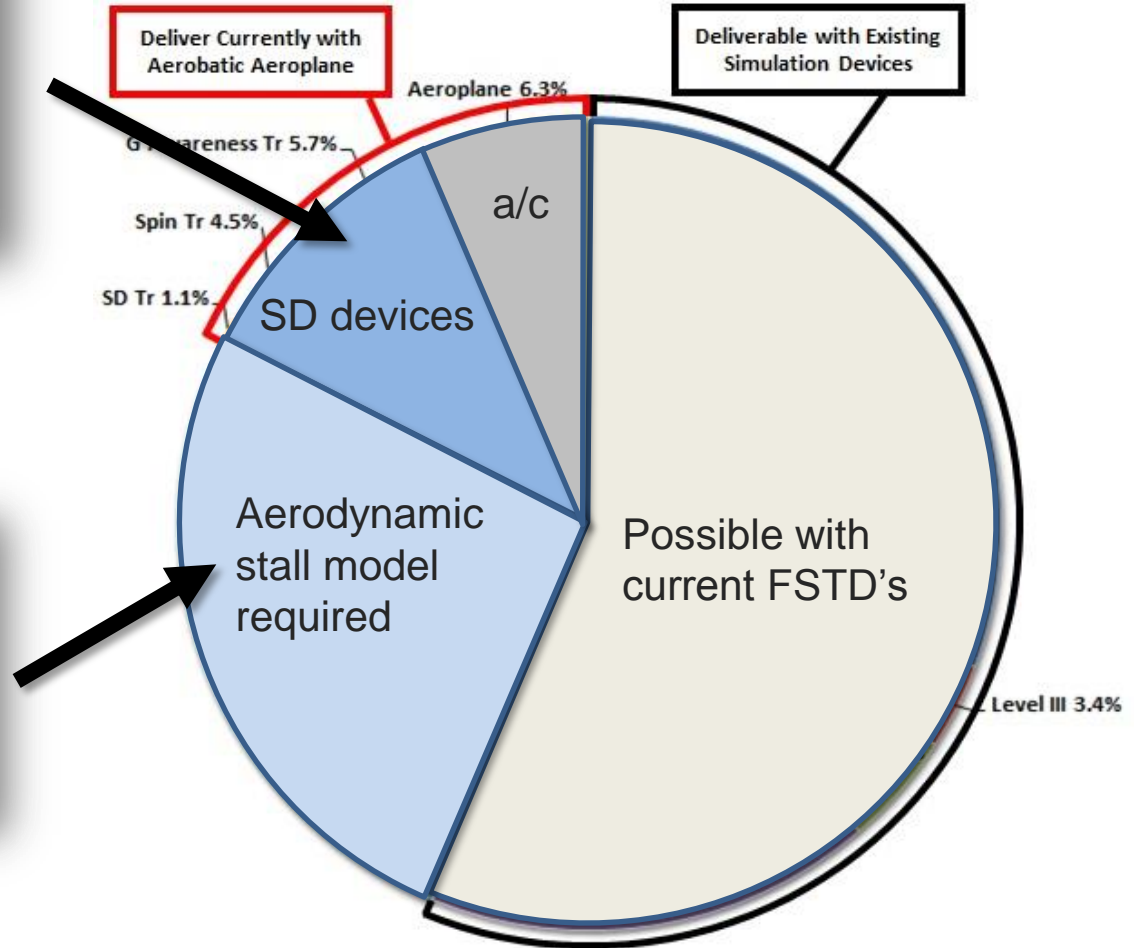 Deliver Currently with
Aerobatic Aeroplane
Deliverable with Existing
Simulation Devices
Aeroplane 6.3%
G Awareness Tr 5.7%
Spin Tr 4.5%
SD Tr 1.1%
a/c
SD devices
Aerodynamic
stall model
required
Possible with
current FSTD's
Level III 3.4%